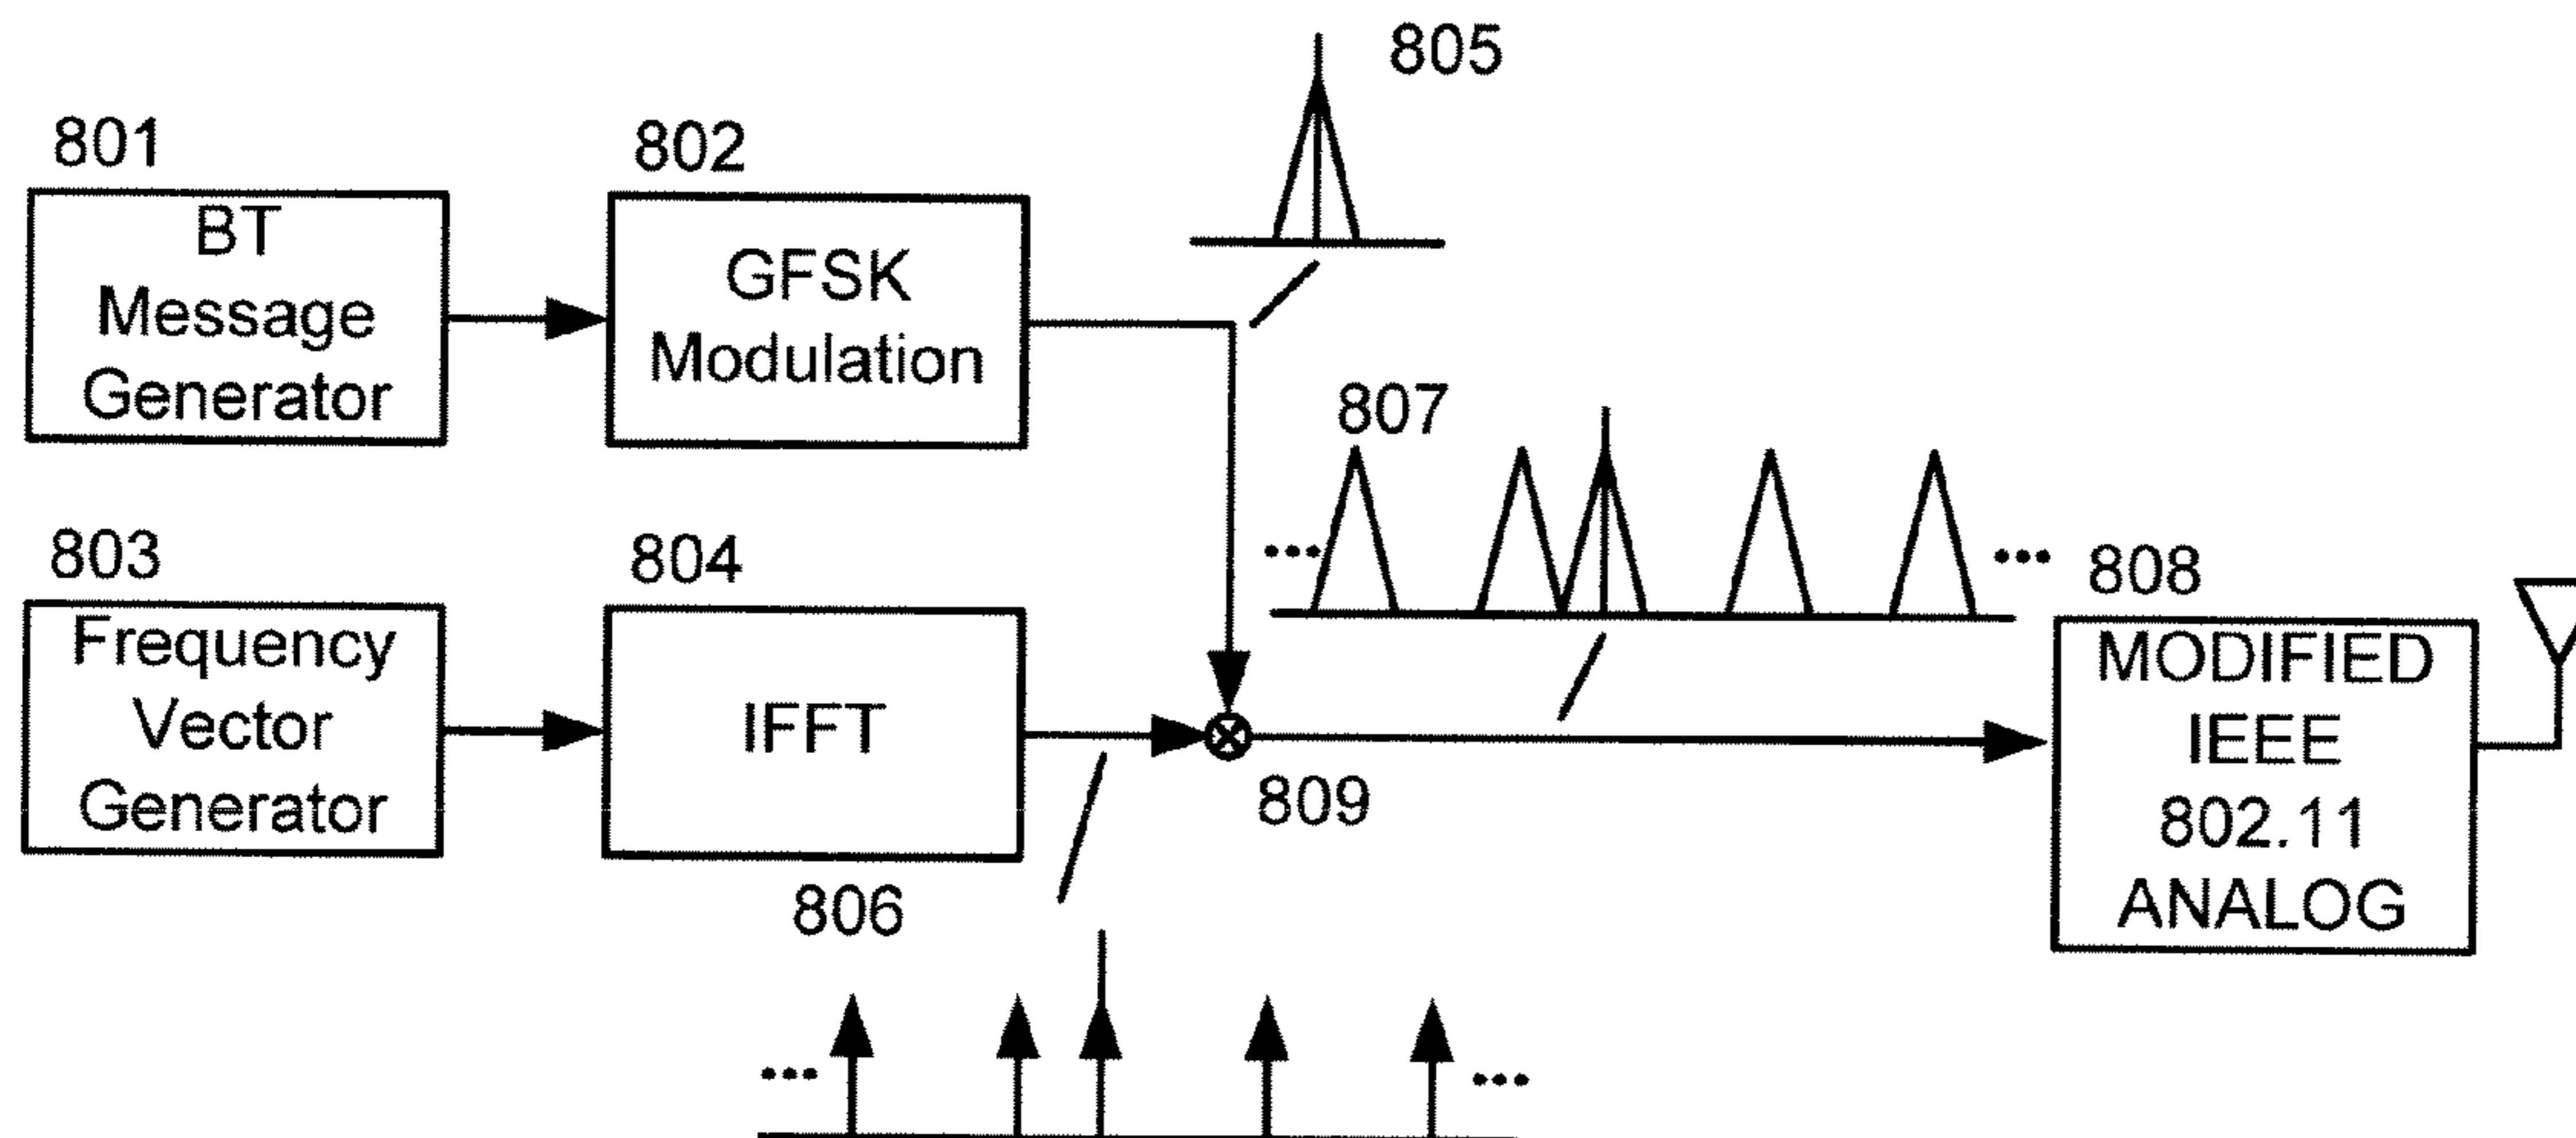 805
801
802
BT
Message
Generator
GFSK
Modulation
807
803
804
808
Frequency
Vector
Generator
IFFT
MODIFIED
IEEE
802.11
ANALOG
809
806